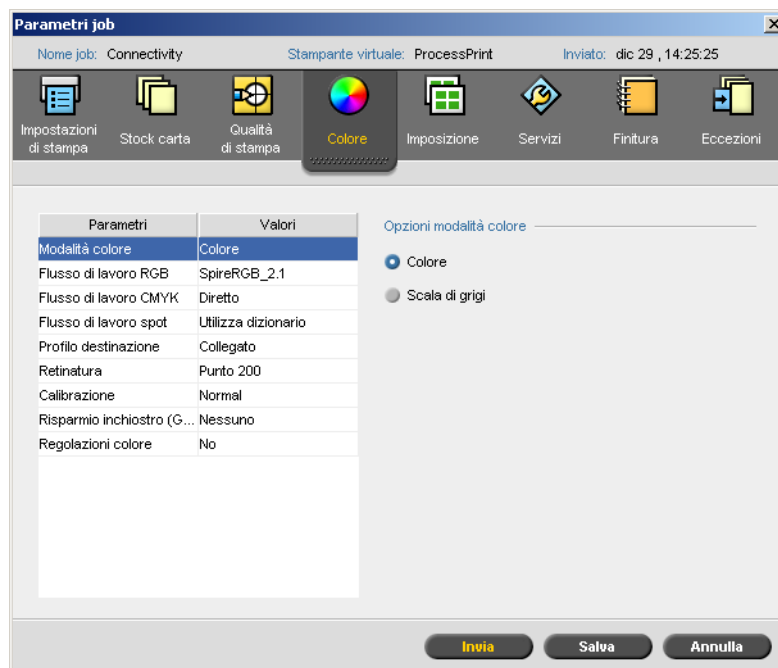 Parametri job
Nome job: Connectivity Stampante virtuale: ProcessPrint Inviato: dic 29 , 14:25:25
Impostazioni di stampa
Stock carta
Qualità di stampa
Colore
Imposizione
Servizi
Finitura
Eccezioni
Parametri Valori
Modalità colore Colore
Flusso di lavoro RGB SpireRGB_2.1
Flusso di lavoro CMYK Diretto
Flusso di lavoro spot Utilizza dizionario
Profilo destinazione Collegato
Retinatura Punto 200
Calibrazione Normal
Risparmio inchiostro (G... Nessuno
Regolazioni colore No
Opzioni modalità colore
Colore
Scala di grigi
Invia Salva Annulla